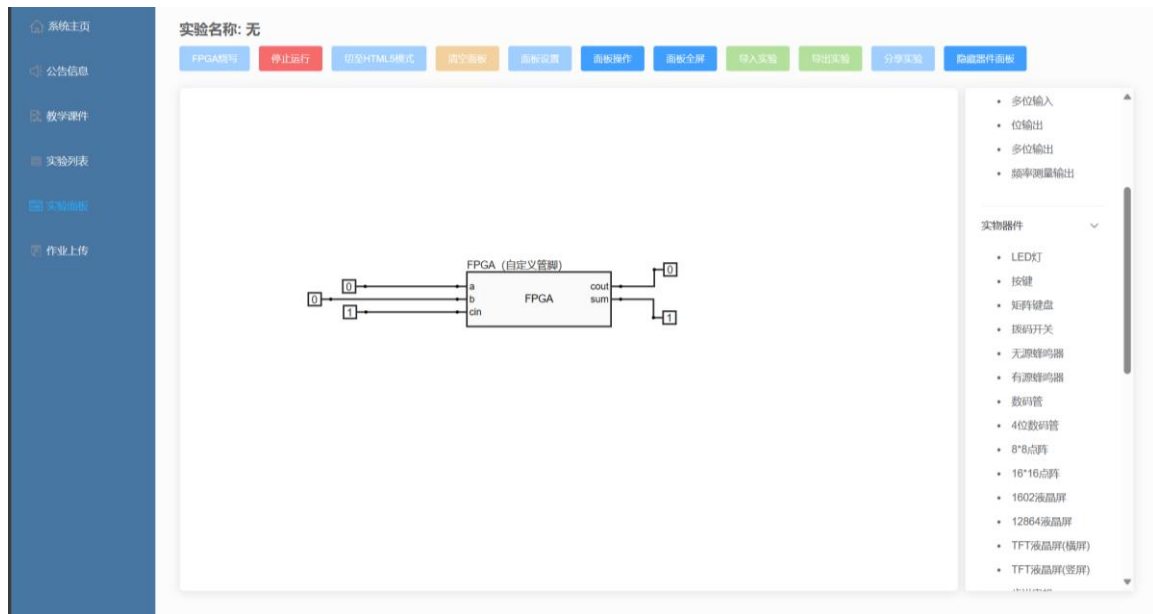 系统主页
公告信息
教学课件
实验列表
实验面板
作业上传
实验名称: 无
FPGA烧写 停止运行 切至HTML5模式 清空面板 面板设置 面板操作 面板全屏 导入实验 导出实验 分享实验 隐藏器件面板
FPGA（自定义管脚）
0
a
cout
0
0
b
FPGA
sum
1
cin
1
多位输入
位输出
多位输出
频率测量输出
实物器件
LED灯
按键
矩阵键盘
拨码开关
无源蜂鸣器
有源蜂鸣器
数码管
4位数码管
8*8点阵
16*16点阵
1602液晶屏
12864液晶屏
TFT液晶屏(横屏)
TFT液晶屏(竖屏)